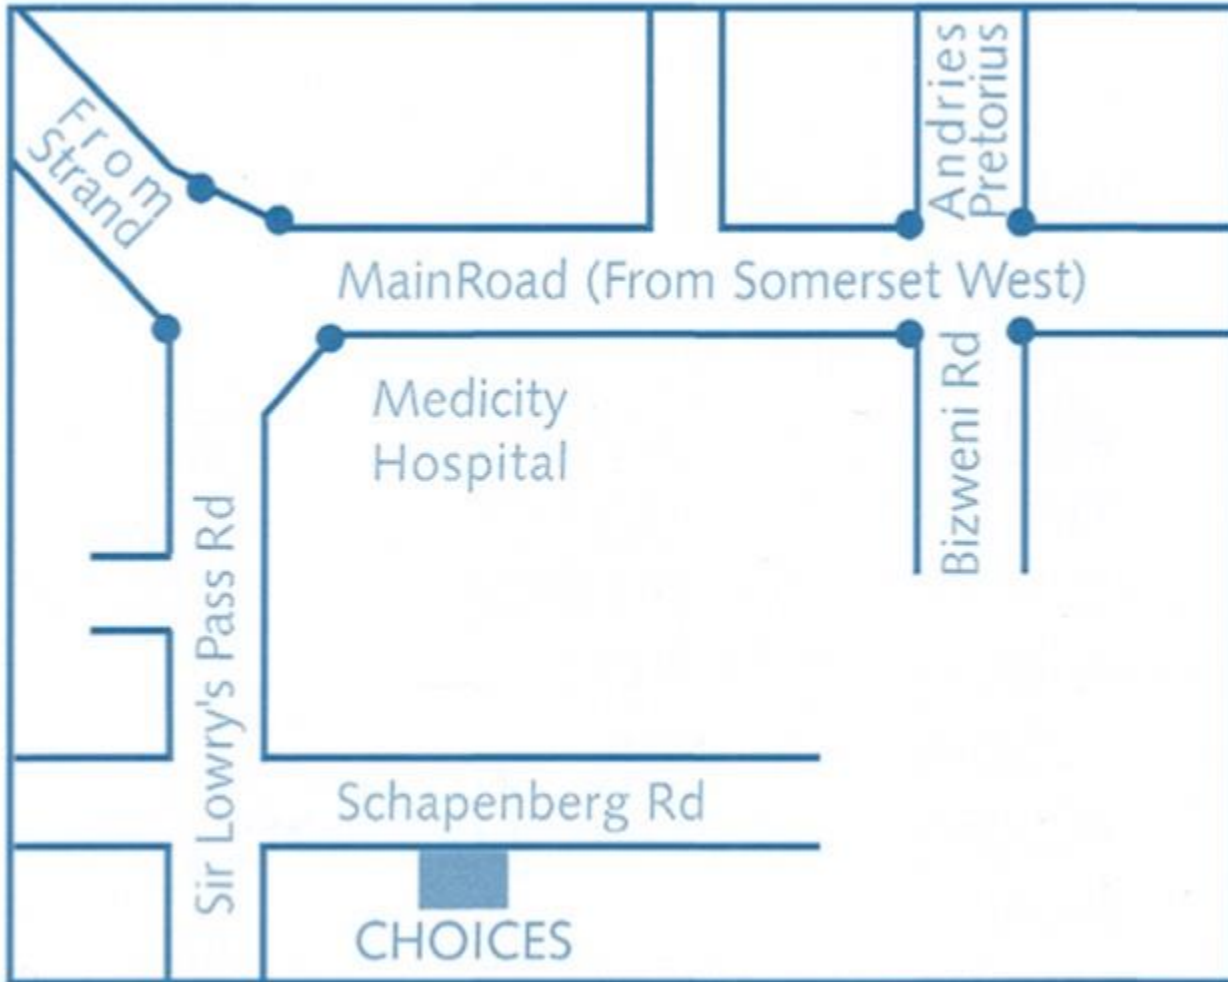 From
Strand
Andries
Pretorius
MainRoad (From Somerset West)
Medicity
Hospital
Bizweni Rd
Sir Lowry's Pass Rd
Schapenberg Rd
CHOICES